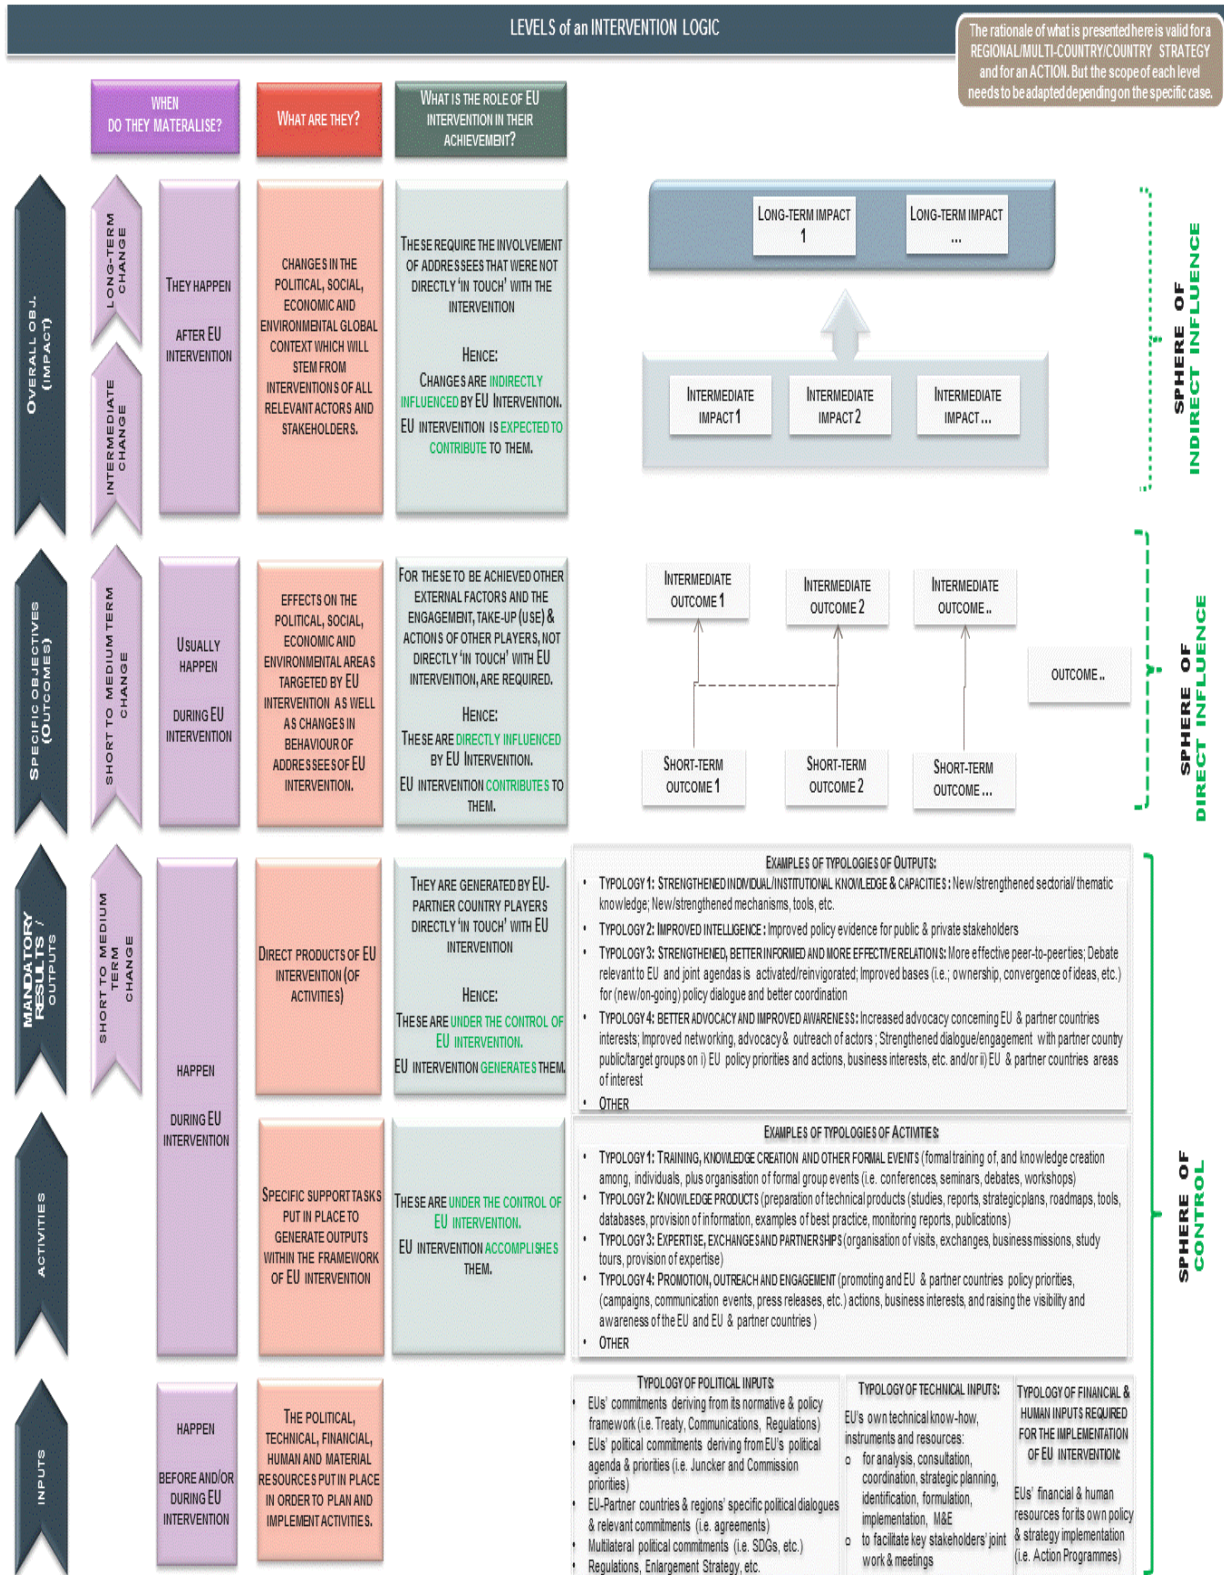 LEVELS of an INTERVENTION LOGIC
The rationale of what is presented here is valid for a
REGIONAL/MULTI-COUNTRY/COUNTRY STRATEGY
and for an ACTION. But the scope of each level
needs to be adapted depending on the specific case.
WHEN
DO THEY MATERALISE?
WHAT ARE THEY?
WHAT IS THE ROLE OF EU
INTERVENTION IN THEIR
ACHIEVEMENT?
OVERALL OBJ.
(IMPACT)
LONG-TERM
CHANGE
INTERMEDIATE
CHANGE
THEY HAPPEN
AFTER EU
INTERVENTION
CHANGES IN THE
POLITICAL, SOCIAL,
ECONOMIC AND
ENVIRONMENTAL GLOBAL
CONTEXT WHICH WILL
STEM FROM
INTERVENTIONS OF ALL
RELEVANT ACTORS AND
STAKEHOLDERS.
THESE REQUIRE THE INVOLVEMENT
OF ADDRESSEES THAT WERE NOT
DIRECTLY ‘IN TOUCH’ WITH THE
INTERVENTION
HENCE:
CHANGES ARE INDIRECTLY
INFLUENCED BY EU INTERVENTION.
EU INTERVENTION IS EXPECTED TO
CONTRIBUTE TO THEM.
LONG-TERM IMPACT
1
LONG-TERM IMPACT
...
INTERMEDIATE
IMPACT 1
INTERMEDIATE
IMPACT 2
INTERMEDIATE
IMPACT ...
SPHERE OF
INDIRECT INFLUENCE
SPECIFIC OBJECTIVES
(OUTCOMES)
SHORT TO MEDIUM TERM
CHANGE
USUALLY
HAPPEN
DURING EU
INTERVENTION
EFFECTS ON THE
POLITICAL, SOCIAL,
ECONOMIC AND
ENVIRONMENTAL AREAS
TARGETED BY EU
INTERVENTION AS WELL
AS CHANGES IN
BEHAVIOUR OF
ADDRESSEES OF EU
INTERVENTION.
FOR THESE TO BE ACHIEVED OTHER
EXTERNAL FACTORS AND THE
ENGAGEMENT, TAKE-UP (USE) &
ACTIONS OF OTHER PLAYERS, NOT
DIRECTLY ‘IN TOUCH’ WITH EU
INTERVENTION, ARE REQUIRED.
HENCE:
THESE ARE DIRECTLY INFLUENCED
BY EU INTERVENTION.
EU INTERVENTION CONTRIBUTES TO
THEM.
INTERMEDIATE
OUTCOME 1
INTERMEDIATE
OUTCOME 2
INTERMEDIATE
OUTCOME ..
OUTCOME ..
SHORT-TERM
OUTCOME 1
SHORT-TERM
OUTCOME 2
SHORT-TERM
OUTCOME ...
SPHERE OF
DIRECT INFLUENCE
MANDATORY
RESULTS /
OUTPUTS
SHORT TO MEDIUM
TERM
CHANGE
HAPPEN
DURING EU
INTERVENTION
DIRECT PRODUCTS OF EU
INTERVENTION (OF
ACTIVITIES)
THEY ARE GENERATED BY EU-
PARTNER COUNTRY PLAYERS
DIRECTLY ‘IN TOUCH’ WITH EU
INTERVENTION
HENCE:
THESE ARE UNDER THE CONTROL OF
EU INTERVENTION.
EU INTERVENTION GENERATES THEM.
EXAMPLES OF TYPOLOGIES OF OUTPUTS:
• TYPOLOGY 1: STRENGTHENED INDIVIDUAL/INSTITUTIONAL KNOWLEDGE & CAPACITIES : New/strengthened sectorial/ thematic
knowledge; New/strengthened mechanisms, tools, etc.
• TYPOLOGY 2: IMPROVED INTELLIGENCE: Improved policy evidence for public & private stakeholders
• TYPOLOGY 3: STRENGTHENED, BETTER INFORMED AND MORE EFFECTIVE RELATIONS: More effective peer-to-peerties; Debate
relevant to EU and joint agendas is activated/reinvigorated; Improved bases (i.e.; ownership, convergence of ideas, etc.)
for (new/on-going) policy dialogue and better coordination
• TYPOLOGY 4: BETTER ADVOCACY AND IMPROVED AWARENESS: Increased advocacy concerning EU & partner countries
interests; Improved networking, advocacy & outreach of actors ; Strengthened dialogue/engagement with partner country
public/target groups on i) EU policy priorities and actions, business interests, etc. and/or ii) EU & partner countries areas
of interest
• OTHER
ACTIVITIES
SPECIFIC SUPPORT TASKS
PUT IN PLACE TO
GENERATE OUTPUTS
WITHIN THE FRAMEWORK
OF EU INTERVENTION
THESE ARE UNDER THE CONTROL OF
EU INTERVENTION.
EU INTERVENTION ACCOMPLISHES
THEM.
EXAMPLES OF TYPOLOGIES OF ACTIVITIES:
• TYPOLOGY 1: TRAINING, KNOWLEDGE CREATION AND OTHER FORMAL EVENTS (formal training of, and knowledge creation
among, individuals, plus organisation of formal group events (i.e. conferences, seminars, debates, workshops)
• TYPOLOGY 2: KNOWLEDGE PRODUCTS (preparation of technical products (studies, reports, strategic plans, roadmaps, tools,
databases, provision of information, examples of best practice, monitoring reports, publications)
• TYPOLOGY 3: EXPERTISE, EXCHANGES AND PARTNERSHIPS (organisation of visits, exchanges, business missions, study
tours, provision of expertise)
• TYPOLOGY 4: PROMOTION, OUTREACH AND ENGAGEMENT (promoting and EU & partner countries policy priorities,
(campaigns, communication events, press releases, etc.) actions, business interests, and raising the visibility and
awareness of the EU and EU & partner countries )
• OTHER
SPHERE OF
CONTROL
INPUTS
HAPPEN
BEFORE AND/OR
DURING EU
INTERVENTION
THE POLITICAL,
TECHNICAL, FINANCIAL,
HUMAN AND MATERIAL
RESOURCES PUT IN PLACE
IN ORDER TO PLAN AND
IMPLEMENT ACTIVITIES.
TYPOLOGY OF POLITICAL INPUTS:
• EUs' commitments deriving from its normative & policy
framework (i.e. Treaty, Communications, Regulations)
• EUs' political commitments deriving from EU's political
agenda & priorities (i.e. Juncker and Commission
priorities)
• EU-Partner countries & regions' specific political dialogues
& relevant commitments (i.e. agreements)
• Multilateral political commitments (i.e. SDGs, etc.)
• Regulations, Enlargement Strategy, etc.
TYPOLOGY OF TECHNICAL INPUTS:
EU's own technical know-how,
instruments and resources:
o for analysis, consultation,
coordination, strategic planning,
identification, formulation,
implementation, M&E
o to facilitate key stakeholders' joint
work & meetings
TYPOLOGY OF FINANCIAL &
HUMAN INPUTS REQUIRED
FOR THE IMPLEMENTATION
OF EU INTERVENTION:
EUs' financial & human
resources for its own policy
& strategy implementation
(i.e. Action Programmes)